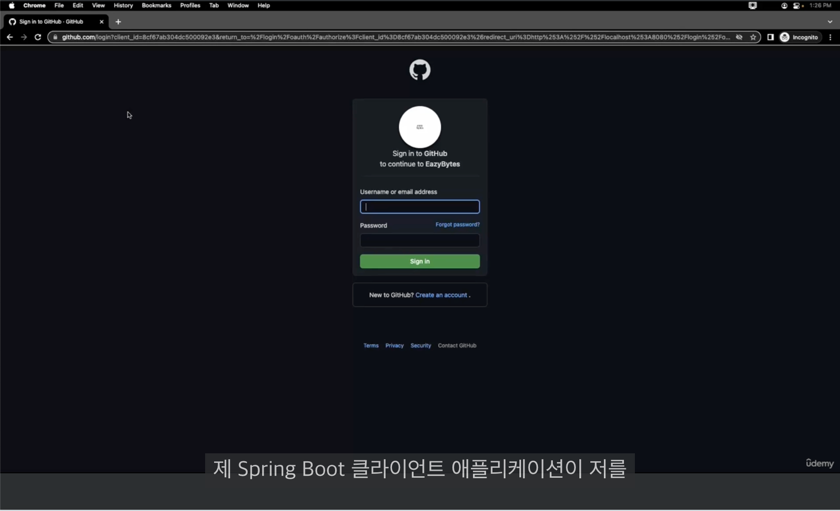 Chrome File Edit View History Bookmarks Profiles Tab Window Help 1:26 PM
Sign in to GitHub · GitHub
github.com/login?client_id=8cf67ab304dc500092e3&return_to=%2Flogin%2Foauth%2Fauthorize%3Fclient_id%3D8cf67ab304dc500092e3%26redirect_uri%3Dhttp%253A%252F%252Flocalhost%253A8080%252Flogin%252Fo... Incognito
Sign in to GitHub
to continue to EazyBytes
Username or email address
Password Forgot password?
Sign in
New to GitHub? Create an account .
Terms Privacy Security Contact GitHub
제 Spring Boot 클라이언트 애플리케이션이 저를
ûdemy